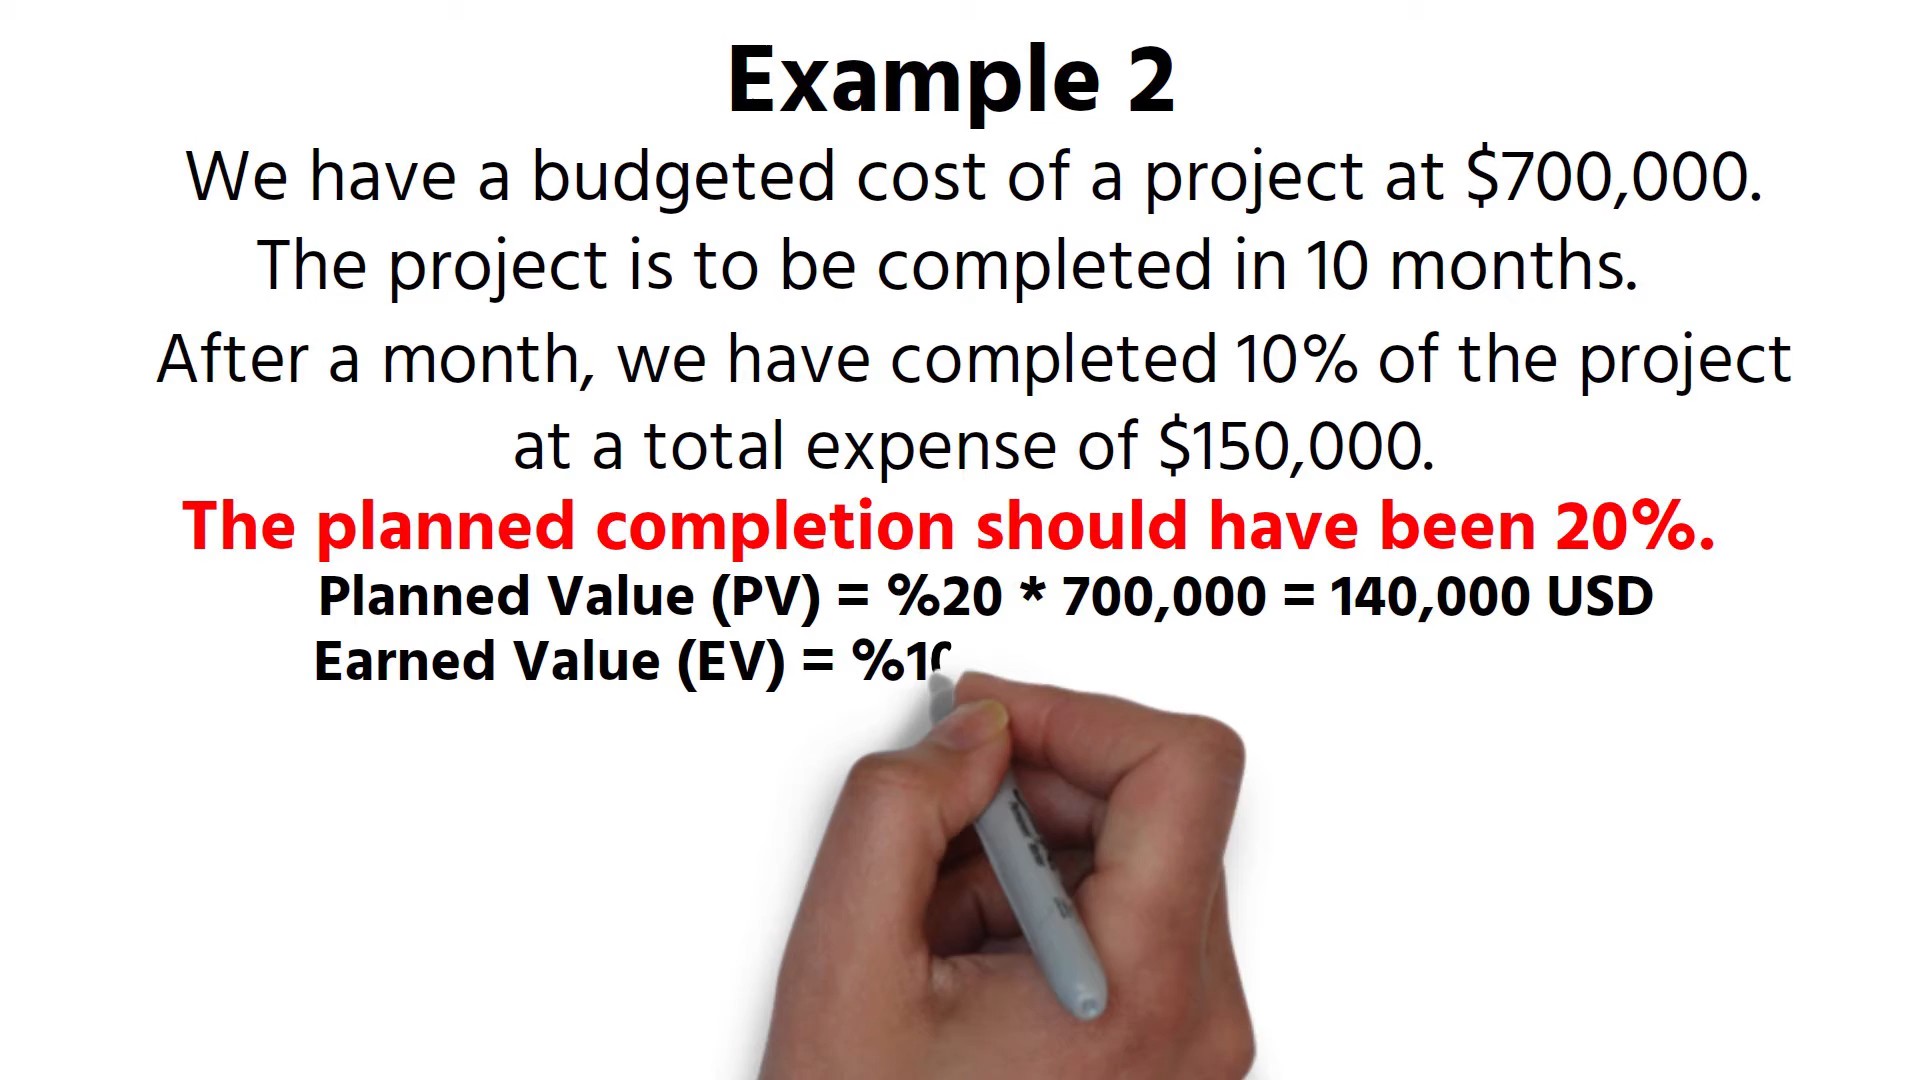 Example 2
We have a budgeted cost of a project at $700,000.
The project is to be completed in 10 months.
After a month, we have completed 10% of the project
at a total expense of $150,000.
The planned completion should have been 20%.
Planned Value (PV) = %20 * 700,000 = 140,000 USD
Earned Value (EV) = %10